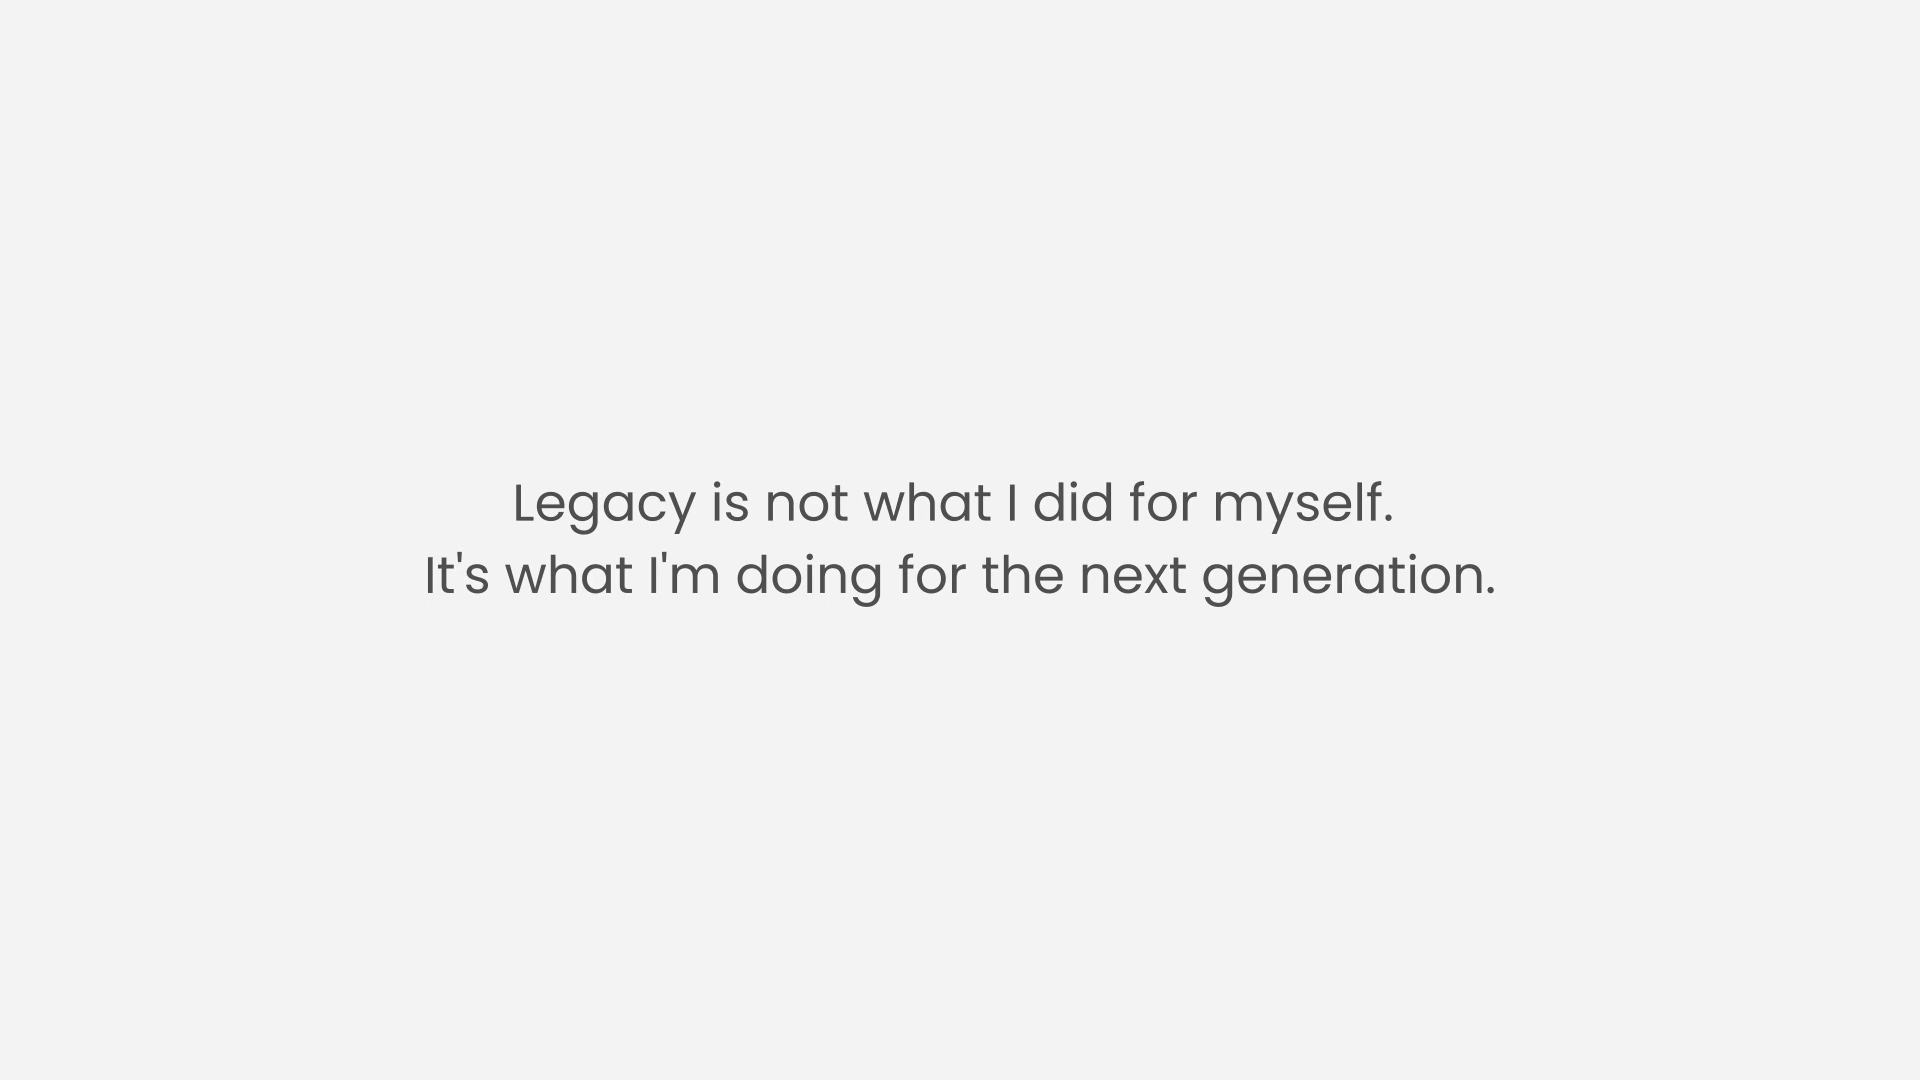 Legacy is not what I did for myself.
It's what I'm doing for the next generation.